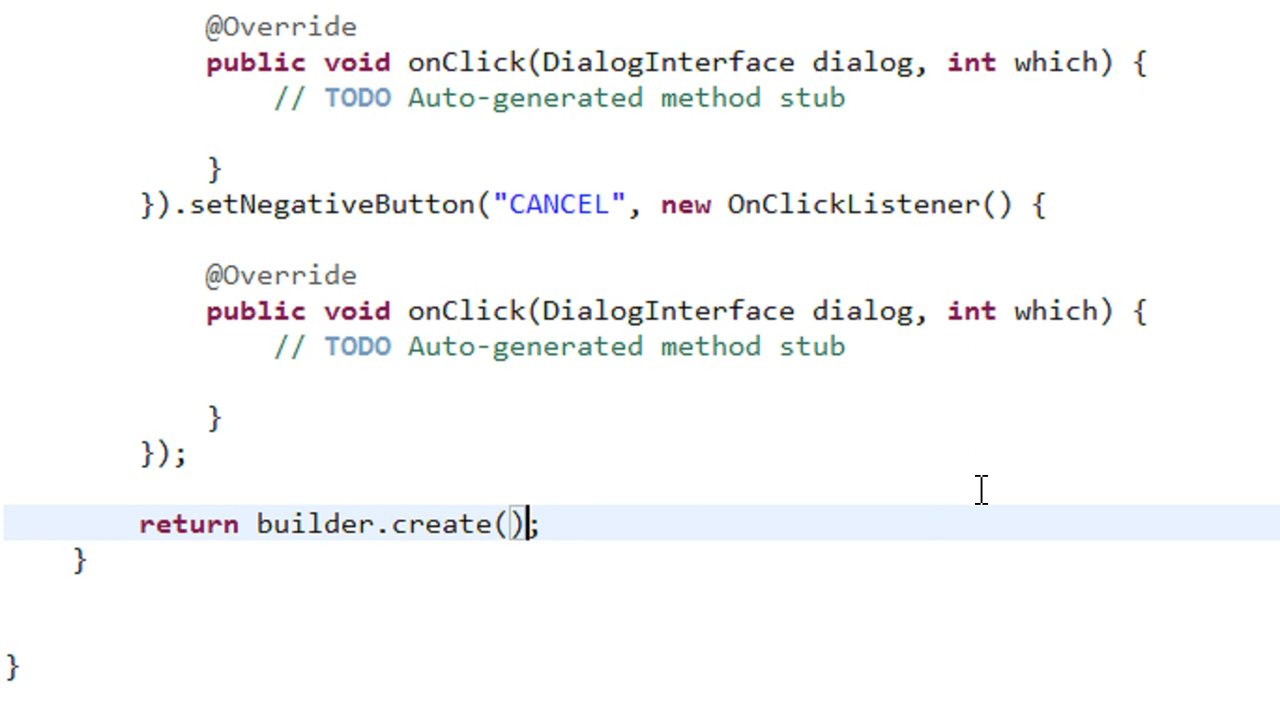 @Override
public void onClick(DialogInterface dialog, int which) {
// TODO Auto-generated method stub
}
}).setNegativeButton("CANCEL", new OnClickListener() {
@Override
public void onClick(DialogInterface dialog, int which) {
// TODO Auto-generated method stub
}
});
return builder.create();
}
}